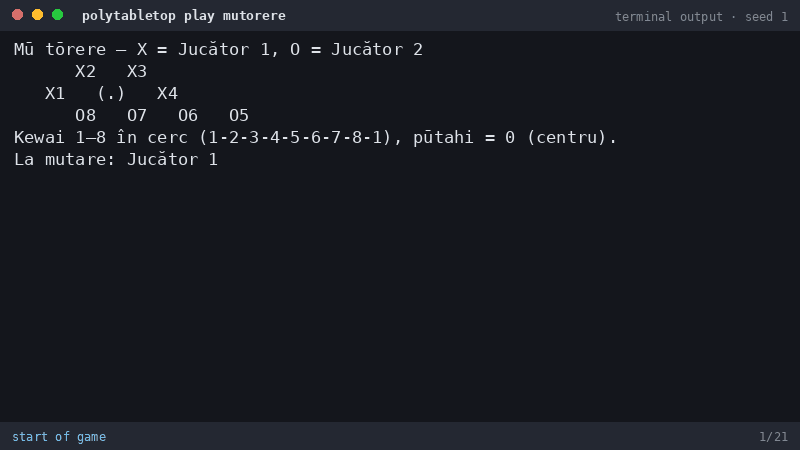 polytabletop play mutorere
terminal output · seed 1
Mū tōrere — X = Jucător 1, O = Jucător 2
X2 X3
X1 (.) X4
O8 O7 O6 O5
Kewai 1–8 în cerc (1-2-3-4-5-6-7-8-1), pūtahi = 0 (centru).
La mutare: Jucător 1
start of game
1/21